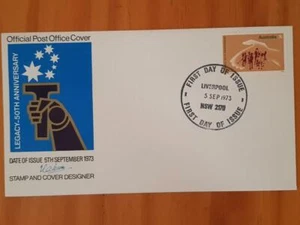 Official Post Office Cover
LEGACY-50TH ANNIVERSARY
DATE OF ISSUE 5TH SEPTEMBER 1973
STAMP AND COVER DESIGNER
Australia
FIRST DAY OF ISSUE
LIVERPOOL
5 SEP 1973
NSW 2170
FIRST DAY OF ISSUE